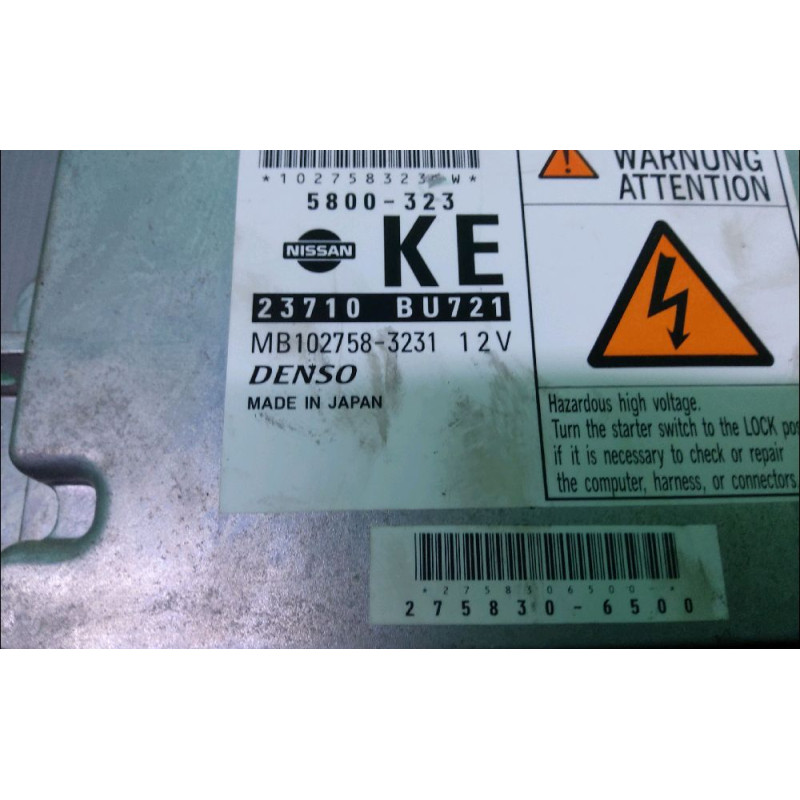 *1027583231W*
5800-323
NISSAN
KE
23710 BU721
MB102758-3231 12V
DENSO
MADE IN JAPAN
WARNUNG
ATTENTION
Hazardous high voltage.
Turn the starter switch to the LOCK
if it is necessary to check or repair
the computer, harness, or connectors.
*2758306500-*
275830-6500